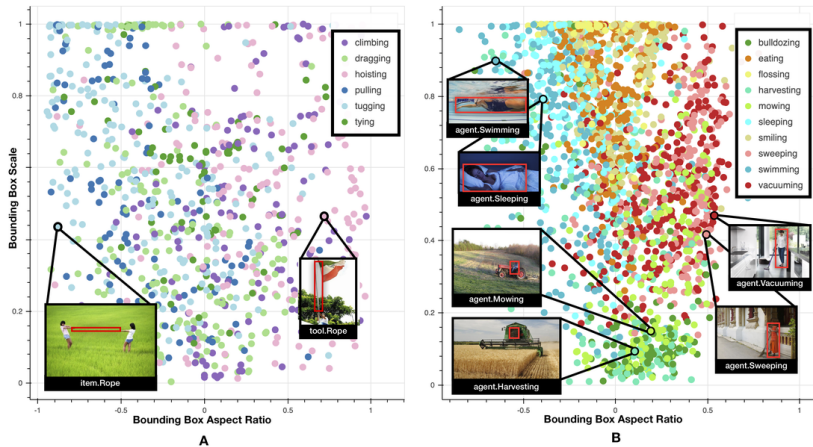 Bounding Box Scale
1
0.8
0.6
0.4
0.2
0
-1
-0.5
0
0.5
1
Bounding Box Aspect Ratio
A
climbing
dragging
hoisting
pulling
tugging
tying
item.Rope
tool.Rope
1
0.8
0.6
0.4
0.2
0
-0.5
0
0.5
1
Bounding Box Aspect Ratio
B
bulldozing
eating
flossing
harvesting
mowing
sleeping
smiling
sweeping
swimming
vacuuming
agent.Swimming
agent.Sleeping
agent.Mowing
agent.Harvesting
agent.Vacuuming
agent.Sweeping